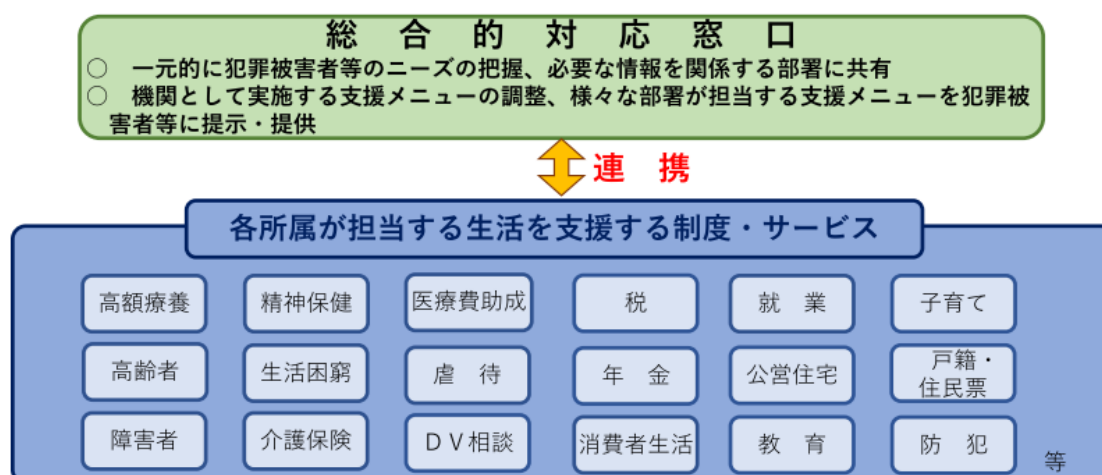 総合的対応窓口
○ 一元的に犯罪被害者等のニーズの把握、必要な情報を関係する部署に共有
○ 機関として実施する支援メニューの調整、様々な部署が担当する支援メニューを犯罪被
害者等に提示・提供
連携
各所属が担当する生活を支援する制度・サービス
高額療養 精神保健 医療費助成 税 就業 子育て
高齢者 生活困窮 虐待 年金 公営住宅 戸籍・
住民票
障害者 介護保険 DV相談 消費者生活 教育 防犯
等